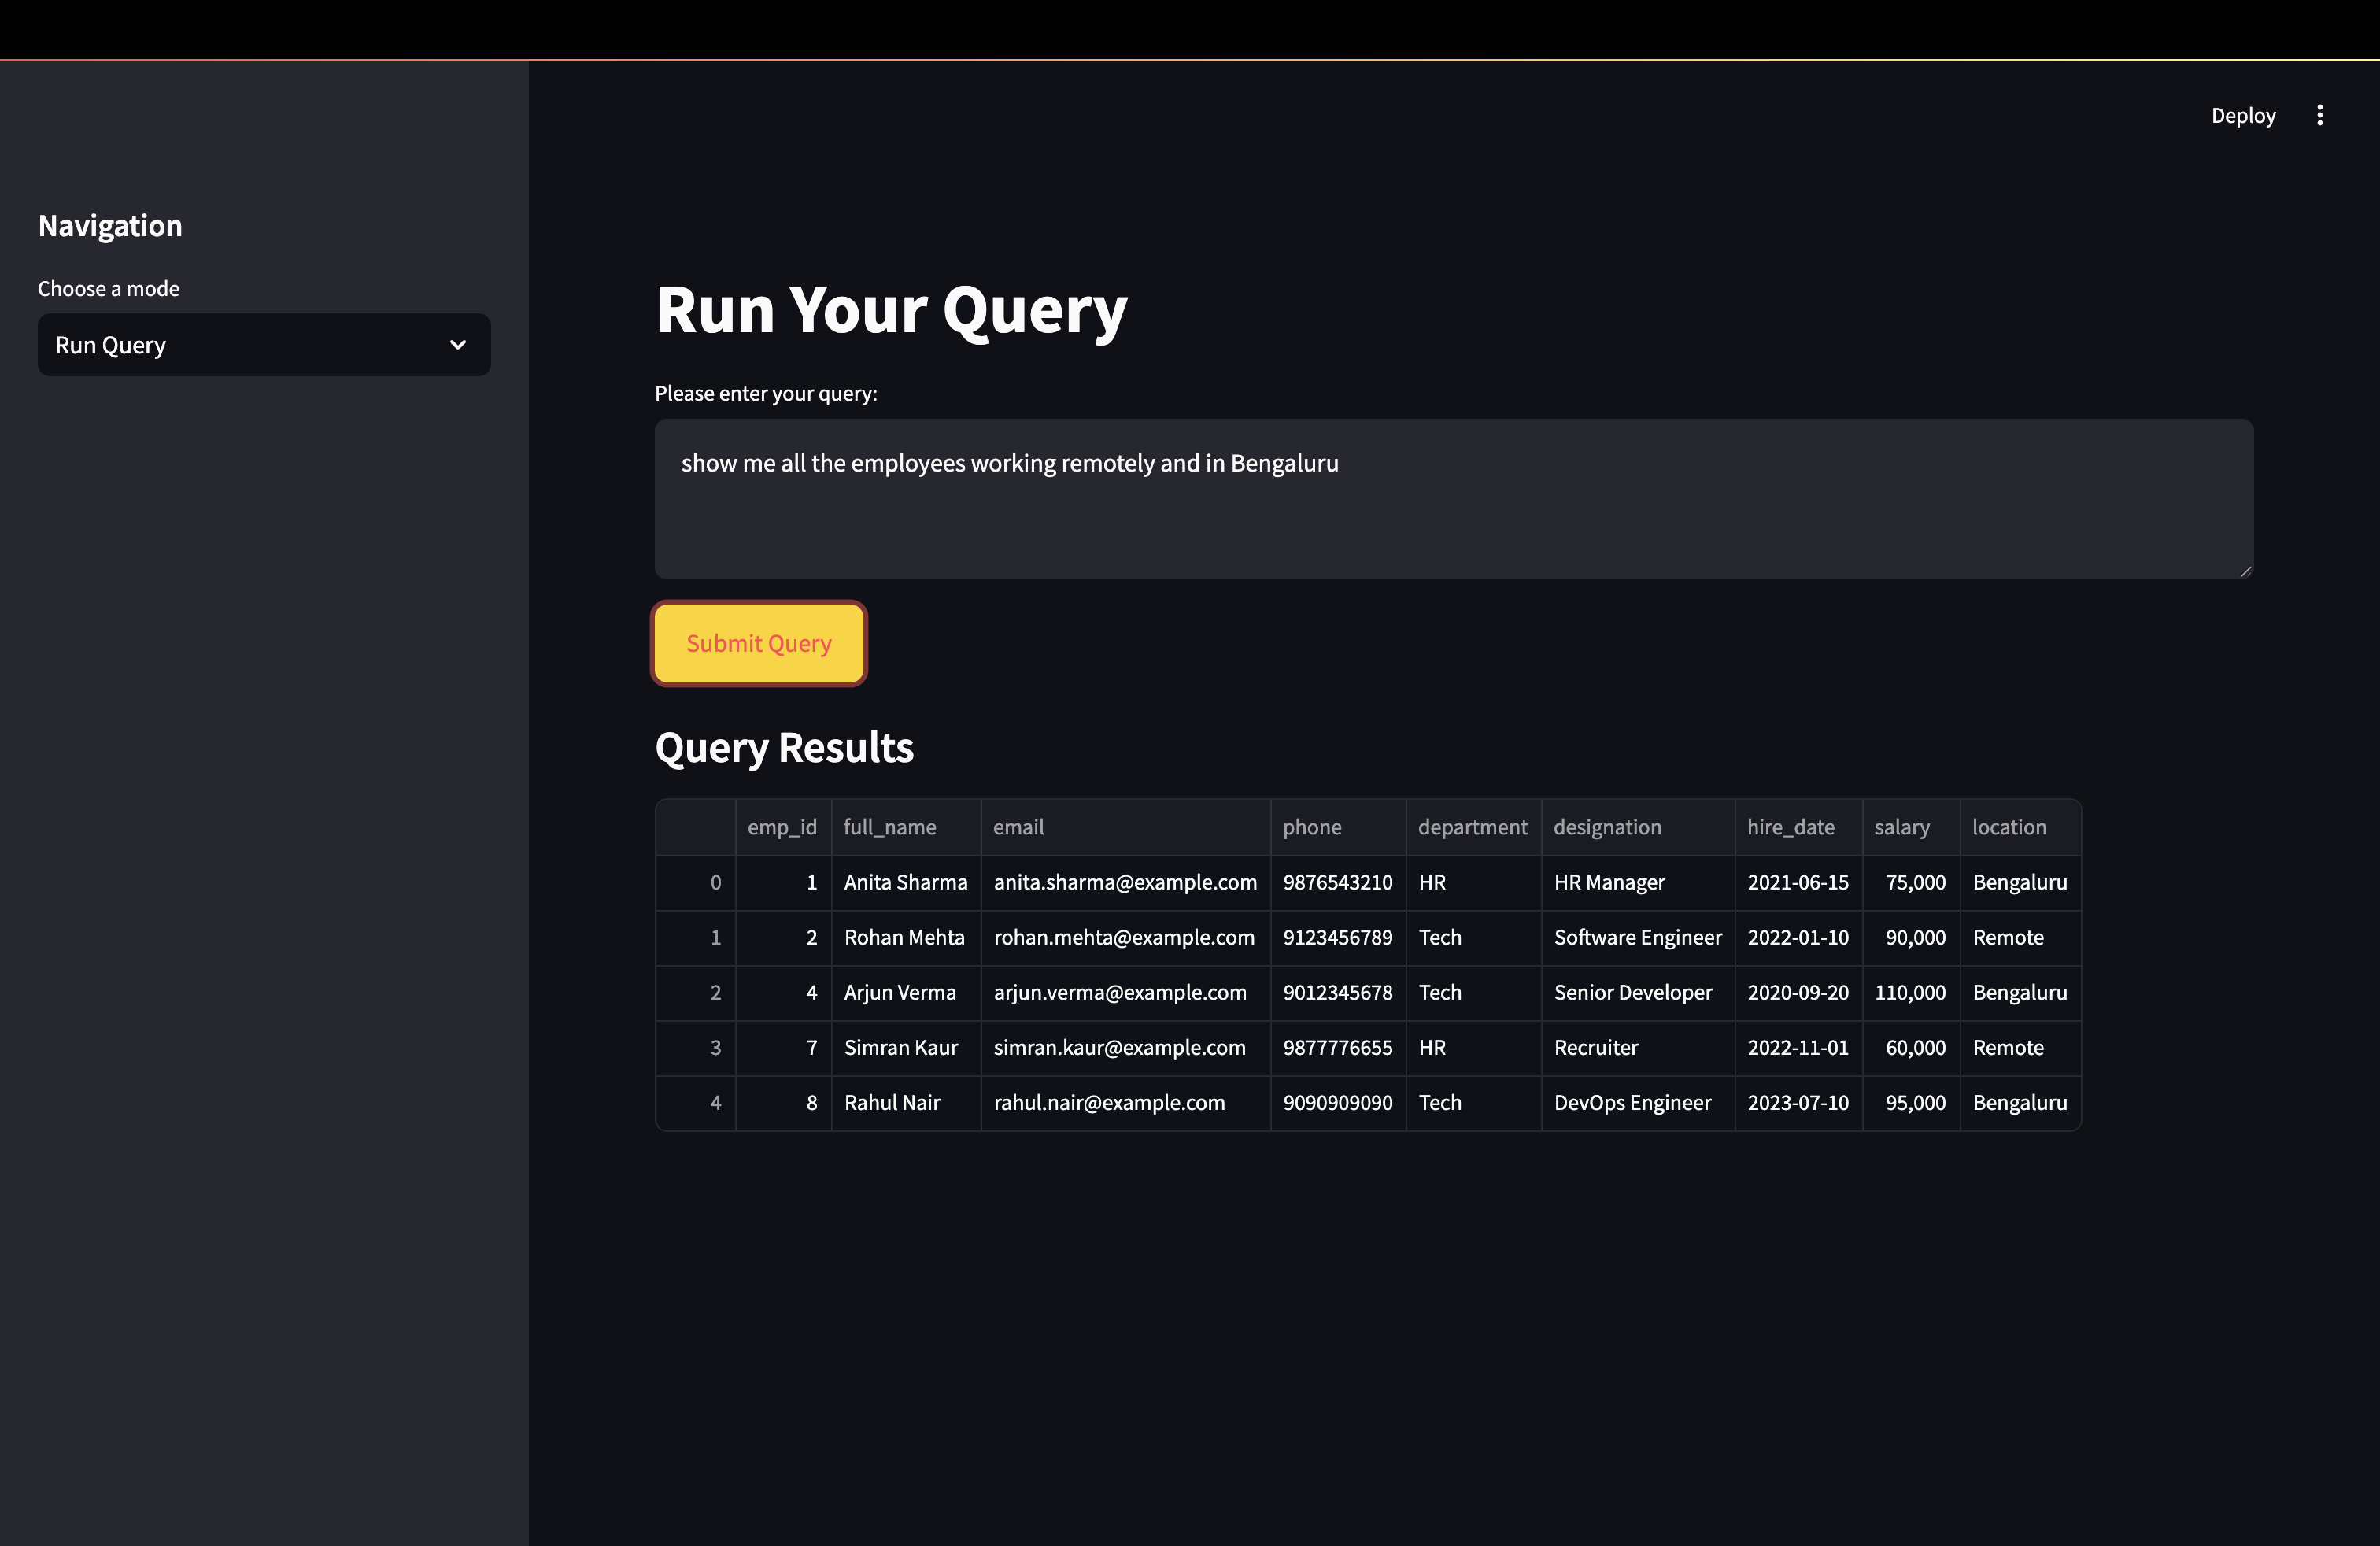 Deploy
Navigation
Choose a mode
Run Query
Run Your Query
Please enter your query:
show me all the employees working remotely and in Bengaluru
Submit Query
Query Results
emp_id full_name email phone department designation hire_date salary location
0 1 Anita Sharma anita.sharma@example.com 9876543210 HR HR Manager 2021-06-15 75,000 Bengaluru
1 2 Rohan Mehta rohan.mehta@example.com 9123456789 Tech Software Engineer 2022-01-10 90,000 Remote
2 4 Arjun Verma arjun.verma@example.com 9012345678 Tech Senior Developer 2020-09-20 110,000 Bengaluru
3 7 Simran Kaur simran.kaur@example.com 9877776655 HR Recruiter 2022-11-01 60,000 Remote
4 8 Rahul Nair rahul.nair@example.com 9090909090 Tech DevOps Engineer 2023-07-10 95,000 Bengaluru